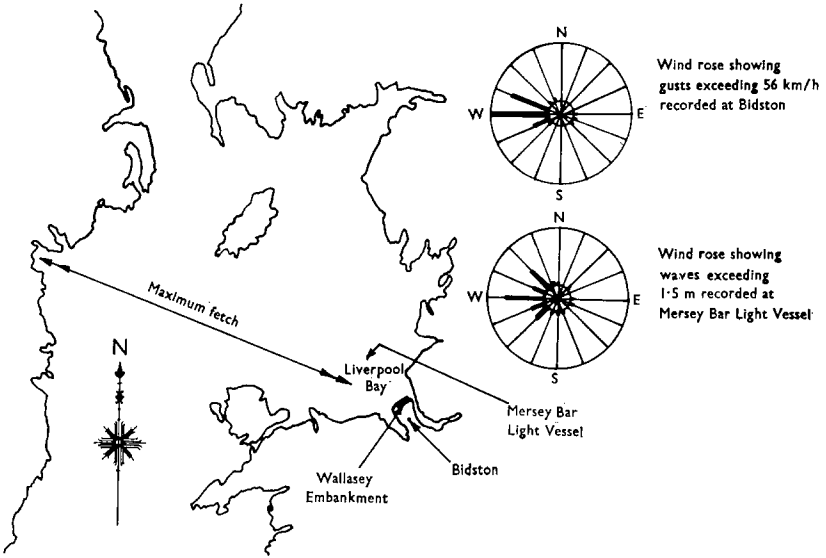 N
Wind rose showing
gusts exceeding 56 km/h
recorded at Bidston
W
E
S
N
Wind rose showing
waves exceeding
1·5 m recorded at
Mersey Bar Light Vessel
W
E
S
Maximum fetch
N
Liverpool
Bay
Mersey Bar
Light Vessel
Bidston
Wallasey
Embankment